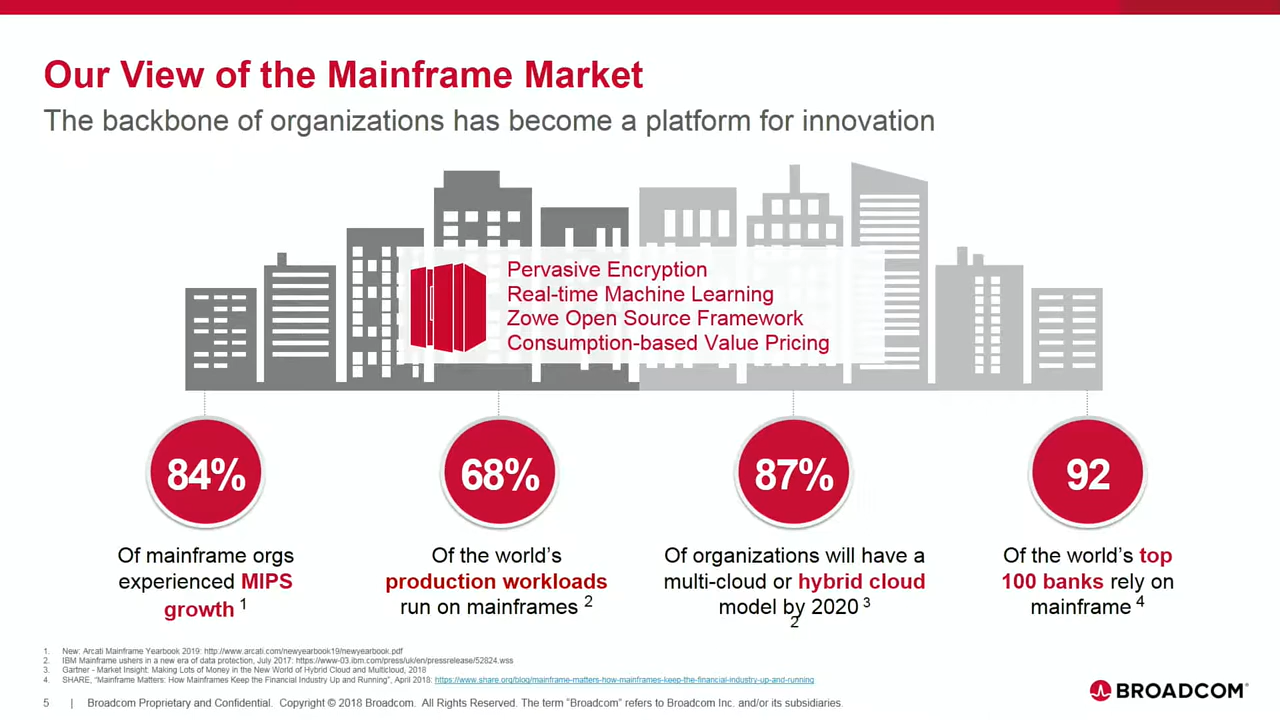 Our View of the Mainframe Market
The backbone of organizations has become a platform for innovation
Pervasive Encryption
Real-time Machine Learning
Zowe Open Source Framework
Consumption-based Value Pricing
84%
Of mainframe orgs
experienced MIPS
growth 1
68%
Of the world's
production workloads
run on mainframes 2
87%
Of organizations will have a
multi-cloud or hybrid cloud
model by 2020 3
2
92
Of the world's top
100 banks rely on
mainframe 4
1. New: Arcati Mainframe Yearbook 2019: http://www.arcati.com/newyearbook19/newyearbook.pdf
2. IBM Mainframe ushers in a new era of data protection, July 2017: https://www-03.ibm.com/press/uk/en/pressrelease/52824.wss
3. Gartner - Market Insight: Making Lots of Money in the New World of Hybrid Cloud and Multicloud, 2018
4. SHARE, "Mainframe Matters: How Mainframes Keep the Financial Industry Up and Running", April 2018: https://www.share.org/blog/mainframe-matters-how-mainframes-keep-the-financial-industry-up-and-running
5 | Broadcom Proprietary and Confidential. Copyright © 2018 Broadcom. All Rights Reserved. The term "Broadcom" refers to Broadcom Inc. and/or its subsidiaries.
BROADCOM®